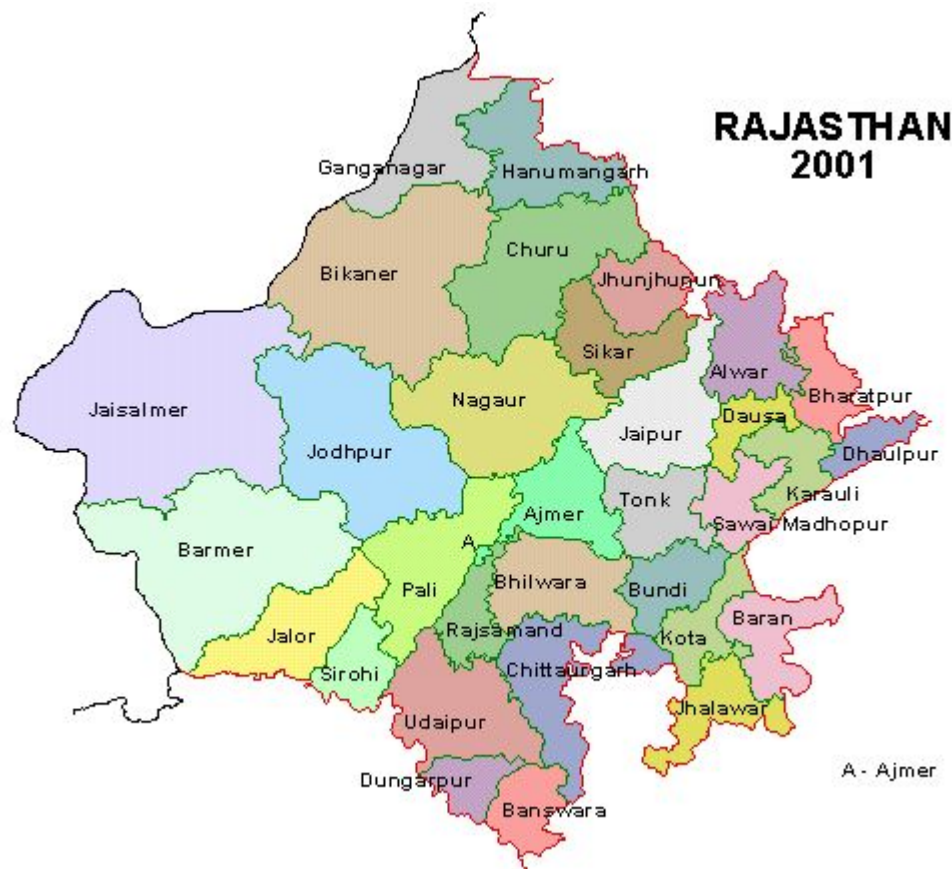 RAJASTHAN
2001
Ganganagar
Hanumangarh
Churu
Bikaner
Jhunjhunun
Sikar
Alwar
Jaisalmer
Nagaur
Bharatpur
Dausa
Jaipur
Jodhpur
Dhaulpur
Karauli
Tonk
Ajmer
Sawai Madhopur
A
Barmer
Bhilwara
Pali
Bundi
Baran
Jalor
Rajsamand
Kota
Sirohi
Chittaurgarh
Jhalawar
Udaipur
A - Ajmer
Dungarpur
Banswara